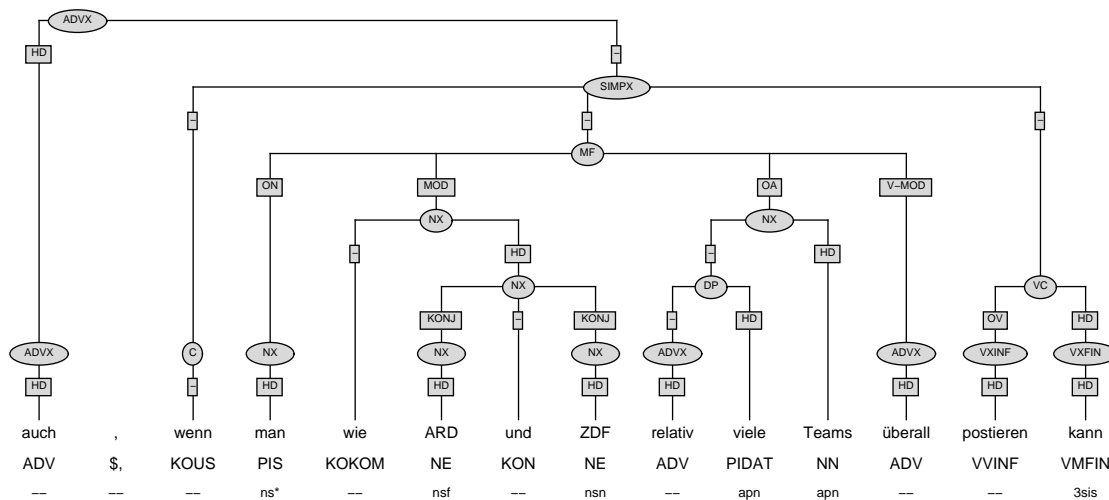 ADVX
HD –
SIMPX
– – –
MF
ON MOD OA V–MOD
NX NX
– HD – HD
NX DP VC
KONJ – KONJ – HD OV HD
ADVX C NX NX NX ADVX ADVX VXINF VXFIN
HD – HD HD HD HD HD HD HD
auch , wenn man wie ARD und ZDF relativ viele Teams überall postieren kann
ADV $, KOUS PIS KOKOM NE KON NE ADV PIDAT NN ADV VVINF VMFIN
–– –– –– ns* –– nsf –– nsn –– apn apn –– –– 3sis